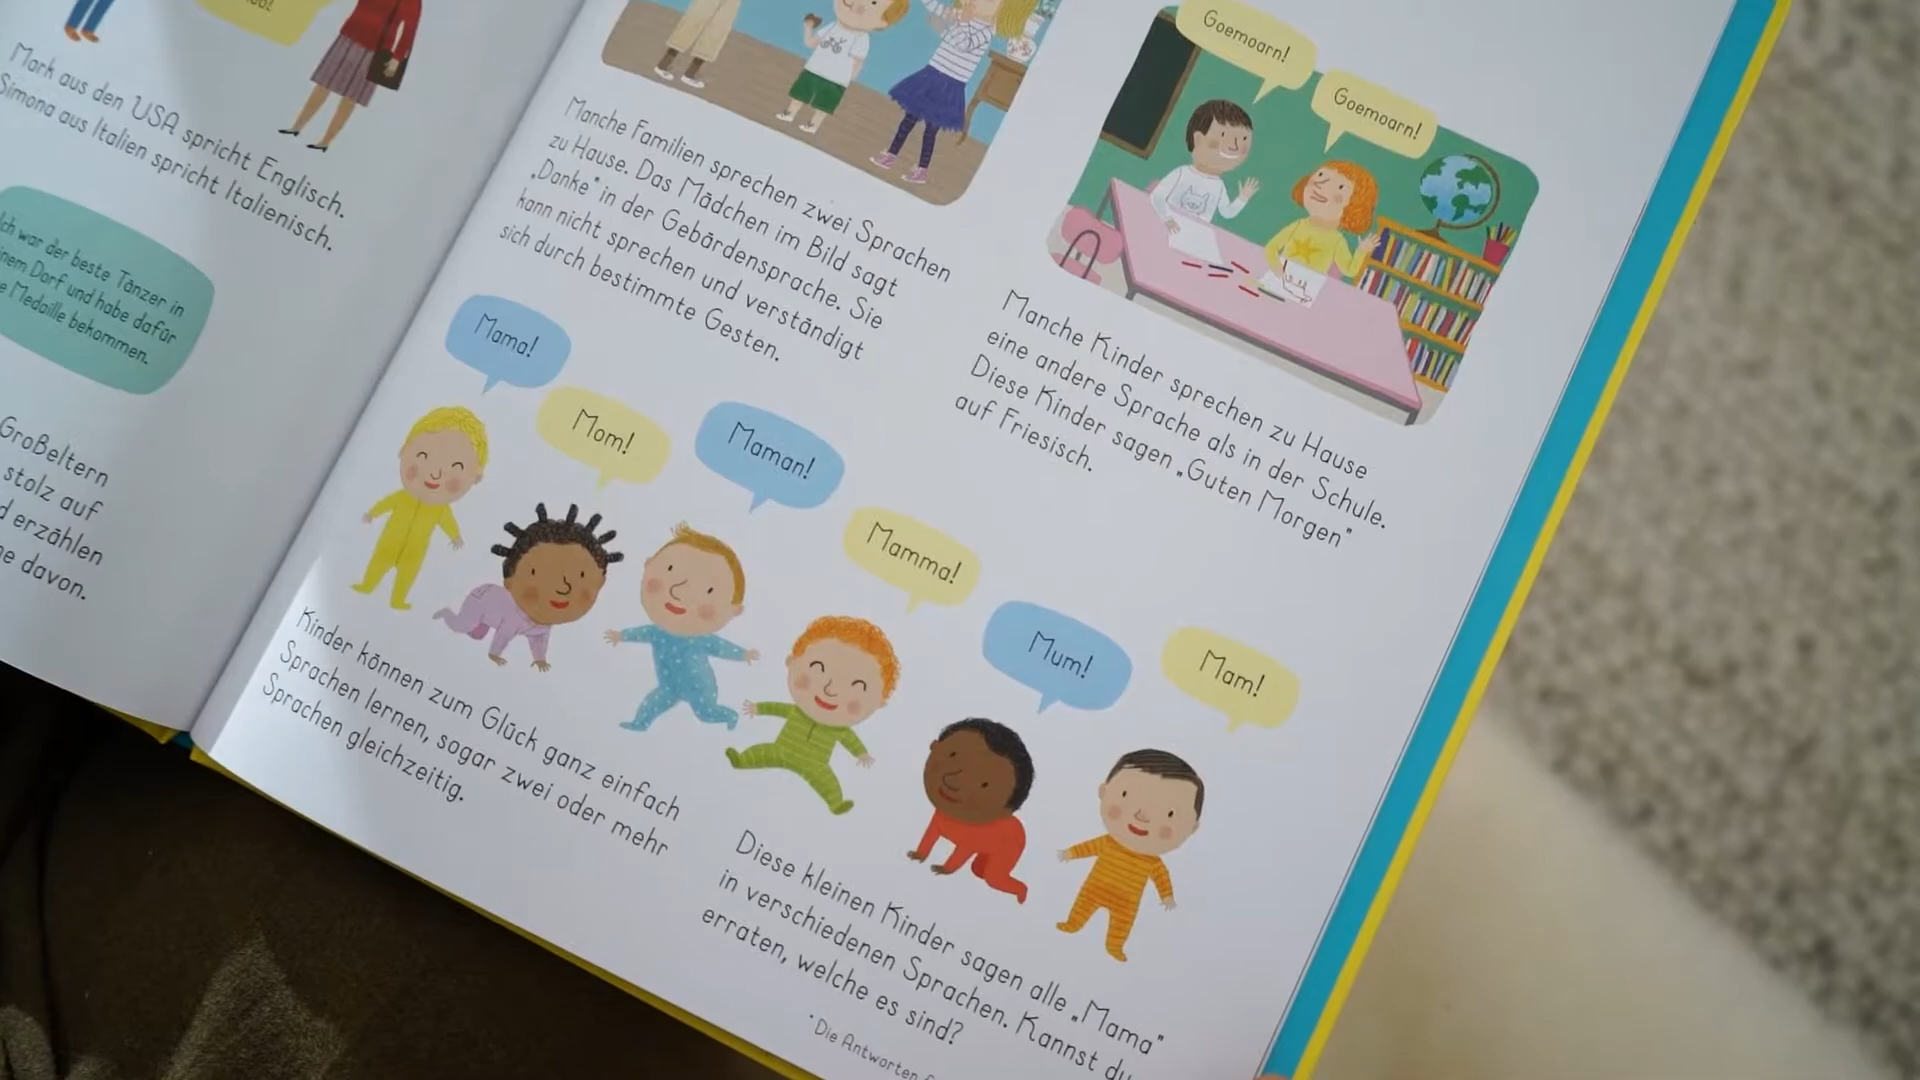 Mark aus den USA spricht Englisch.
Simona aus Italien spricht Italienisch.
Ich war der beste Tänzer in
Dorf und habe dafür
Medaille bekommen.
Großeltern
stolz auf
erzählen
davon.
Manche Familien sprechen zwei Sprachen
zu Hause. Das Mädchen im Bild sagt
„Danke“ in der Gebärdensprache. Sie
kann nicht sprechen und verständigt
sich durch bestimmte Gesten.
Goemoarn!
Goemoarn!
Manche Kinder sprechen zu Hause
eine andere Sprache als in der Schule.
Diese Kinder sagen „Guten Morgen“
auf Friesisch.
Mama!
Mom!
Maman!
Mamma!
Mum!
Mam!
Kinder können zum Glück ganz einfach
Sprachen lernen, sogar zwei oder mehr
Sprachen gleichzeitig.
Diese kleinen Kinder sagen alle „Mama“
in verschiedenen Sprachen. Kannst du
erraten, welche es sind?
*Die Antworten